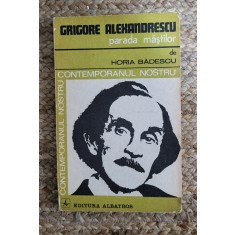 GRIGORE ALEXANDRESCU
parada măștilor
de
HORIA BĂDESCU
CONTEMPORANUL NOSTRU
CONTEMPORANUL NOSTRU
EDITURA ALBATROS